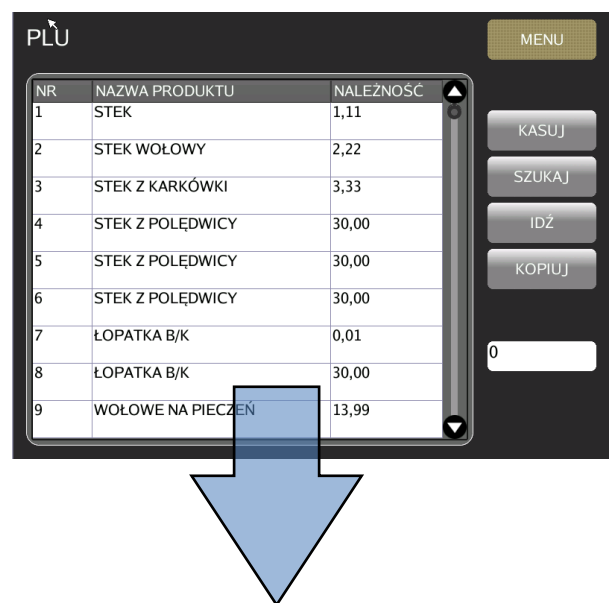 PLU
MENU
NR NAZWA PRODUKTU NALEŻNOŚĆ
1 STEK 1,11
KASUJ
2 STEK WOŁOWY 2,22
SZUKAJ
3 STEK Z KARKÓWKI 3,33
4 STEK Z POLĘDWICY 30,00
IDŹ
5 STEK Z POLĘDWICY 30,00
KOPIUJ
6 STEK Z POLĘDWICY 30,00
7 ŁOPATKA B/K 0,01
0
8 ŁOPATKA B/K 30,00
9 WOŁOWE NA PIECZEŃ 13,99